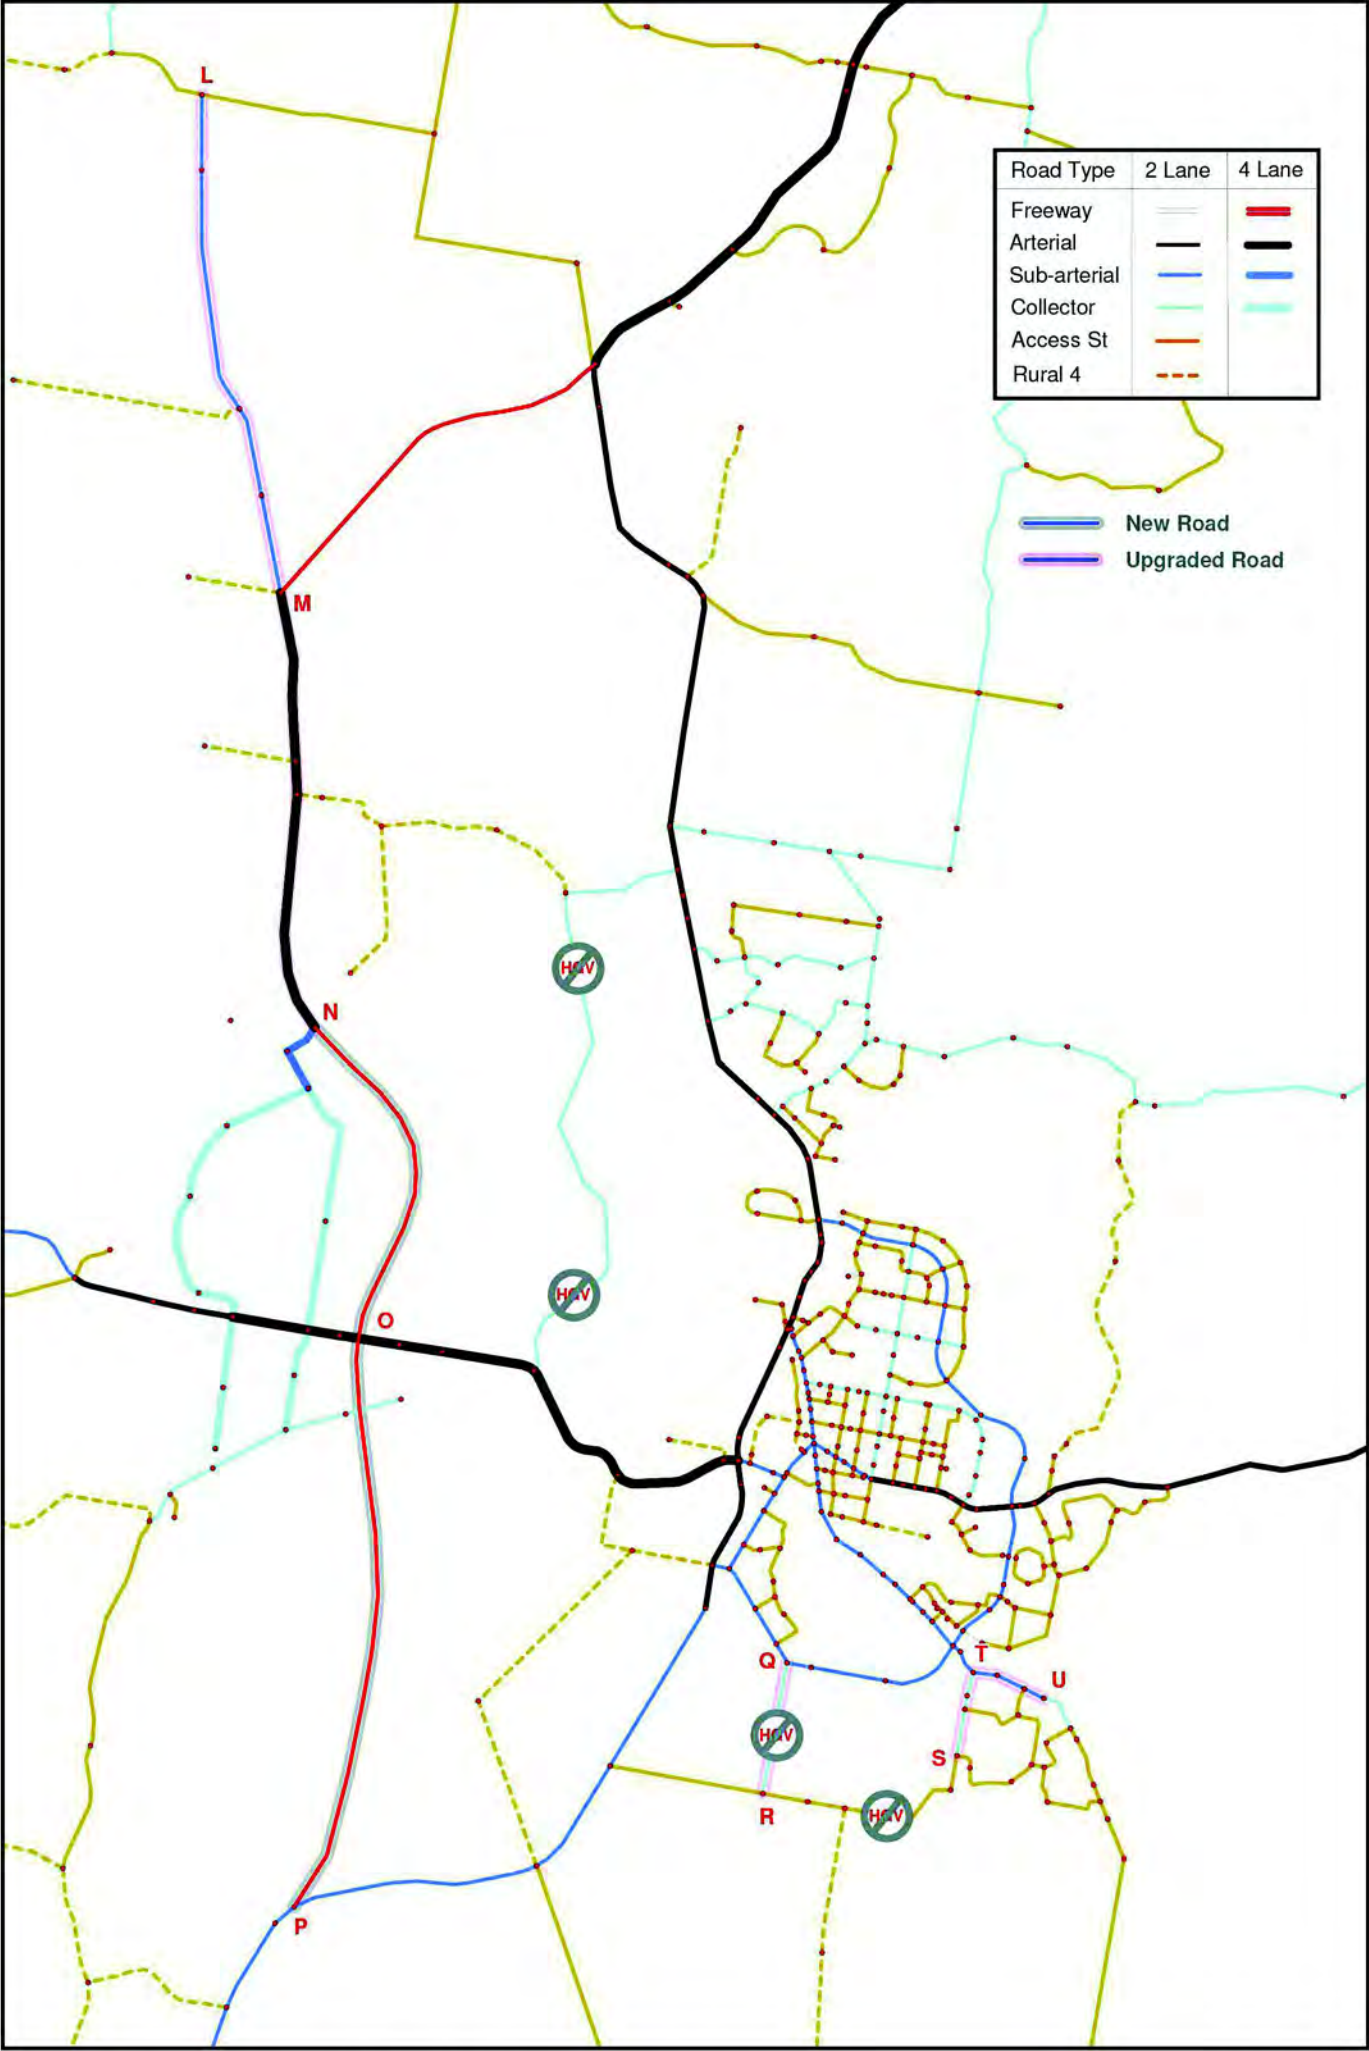 L
Road Type 2 Lane 4 Lane
Freeway
Arterial
Sub-arterial
Collector
Access St
Rural 4
New Road
Upgraded Road
M
HGV
N
HGV
O
Q
T
U
HGV
S
R
HGV
P